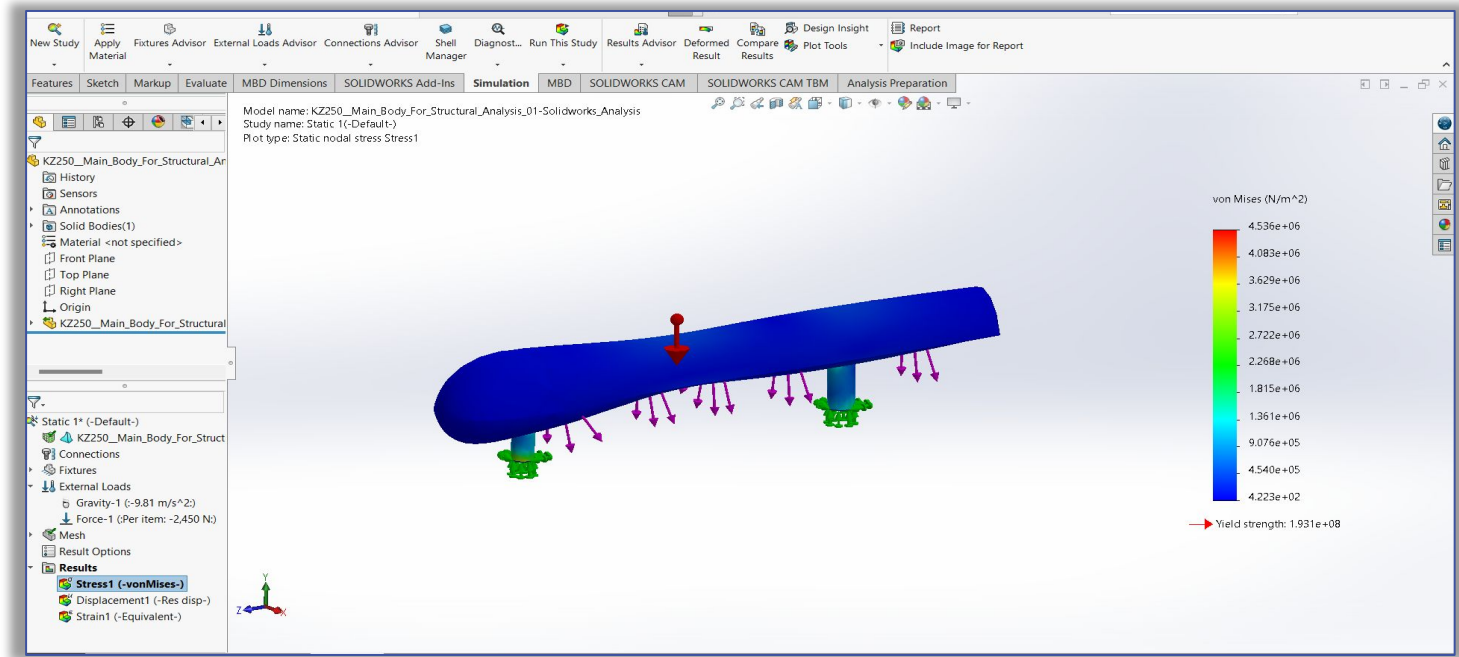 New Study
Apply Material
Fixtures Advisor
External Loads Advisor
Connections Advisor
Shell Manager
Diagnost...
Run This Study
Results Advisor
Deformed Result
Compare Results
Design Insight
Plot Tools
Report
Include Image for Report
Features Sketch Markup Evaluate MBD Dimensions SOLIDWORKS Add-Ins Simulation MBD SOLIDWORKS CAM SOLIDWORKS CAM TBM Analysis Preparation
KZ250__Main_Body_For_Structural_Ar
History
Sensors
Annotations
Solid Bodies(1)
Material <not specified>
Front Plane
Top Plane
Right Plane
Origin
KZ250__Main_Body_For_Structural
Static 1* (-Default-)
KZ250__Main_Body_For_Struct
Connections
Fixtures
External Loads
Gravity-1 (:-9.81 m/s^2:)
Force-1 (:Per item: -2,450 N:)
Mesh
Result Options
Results
Stress1 (-vonMises-)
Displacement1 (-Res disp-)
Strain1 (-Equivalent-)
Model name: KZ250__Main_Body_For_Structural_Analysis_01-Solidworks_Analysis
Study name: Static 1(-Default-)
Plot type: Static nodal stress Stress1
von Mises (N/m^2)
4.536e+06
4.083e+06
3.629e+06
3.175e+06
2.722e+06
2.268e+06
1.815e+06
1.361e+06
9.076e+05
4.540e+05
4.223e+02
Yield strength: 1.931e+08
Y
Z
X